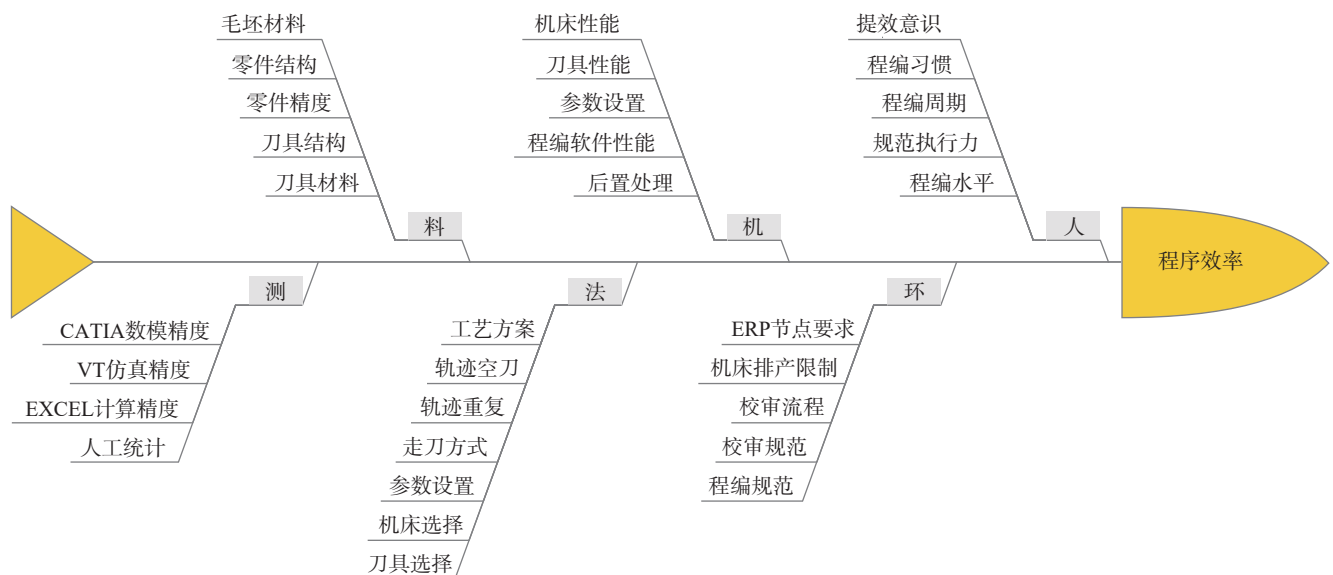 毛坯材料
零件结构
零件精度
刀具结构
刀具材料
料
机床性能
刀具性能
参数设置
程编软件性能
后置处理
机
提效意识
程编习惯
程编周期
规范执行力
程编水平
人
程序效率
测
CATIA数模精度
VT仿真精度
EXCEL计算精度
人工统计
法
工艺方案
轨迹空刀
轨迹重复
走刀方式
参数设置
机床选择
刀具选择
环
ERP节点要求
机床排产限制
校审流程
校审规范
程编规范